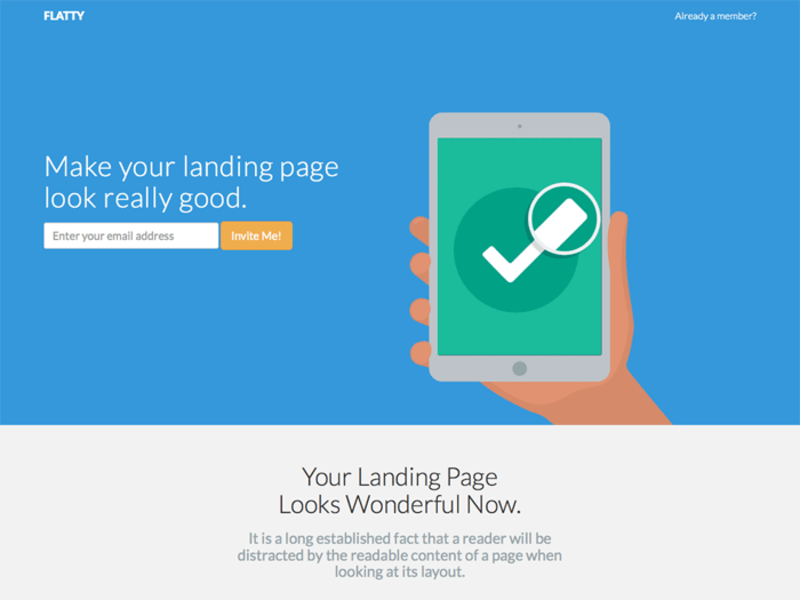 FLATTY
Already a member?
Make your landing page
look really good.
Enter your email address
Invite Me!
Your Landing Page
Looks Wonderful Now.
It is a long established fact that a reader will be
distracted by the readable content of a page when
looking at its layout.